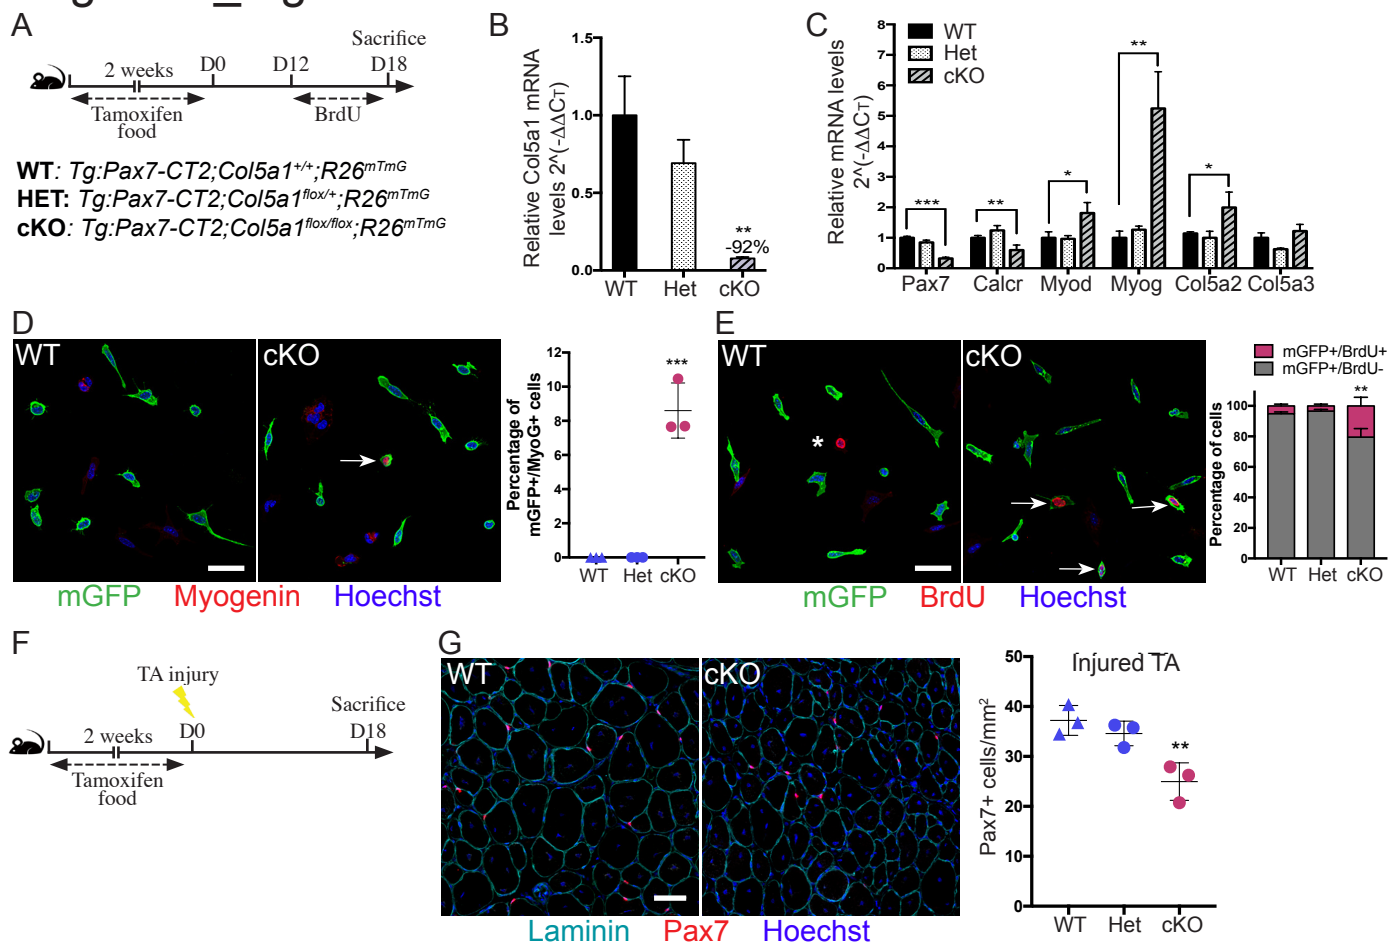 A
2 weeks
D0
D12
Sacrifice
D18
Tamoxifen
food
BrdU
WT: Tg:Pax7-CT2;Col5a1+/+;R26mTmG
HET: Tg:Pax7-CT2;Col5a1flox/+;R26mTmG
cKO: Tg:Pax7-CT2;Col5a1flox/flox;R26mTmG
B
Relative Col5a1 mRNA
levels 2^(-ΔΔCT)
1.5
1.0
0.5
0.0
**
-92%
WT Het cKO
C
Relative mRNA levels
2^(-ΔΔCT)
8
7
6
5
4
3
2
1
0
WT
Het
cKO
***
**
*
**
*
Pax7 Calcr Myod Myog Col5a2 Col5a3
D
WT
cKO
mGFP Myogenin Hoechst
Percentage of
mGFP+/MyoG+ cells
12
10
8
6
4
2
0
***
WT Het cKO
E
WT
*
cKO
mGFP BrdU Hoechst
mGFP+/BrdU+
mGFP+/BrdU-
**
Percentage of cells
100
80
60
40
20
0
WT Het cKO
F
TA injury
2 weeks
D0
Sacrifice
D18
Tamoxifen
food
G
WT
cKO
Laminin Pax7 Hoechst
Injured TA
Pax7+ cells/mm2
50
40
30
20
10
0
**
WT Het cKO